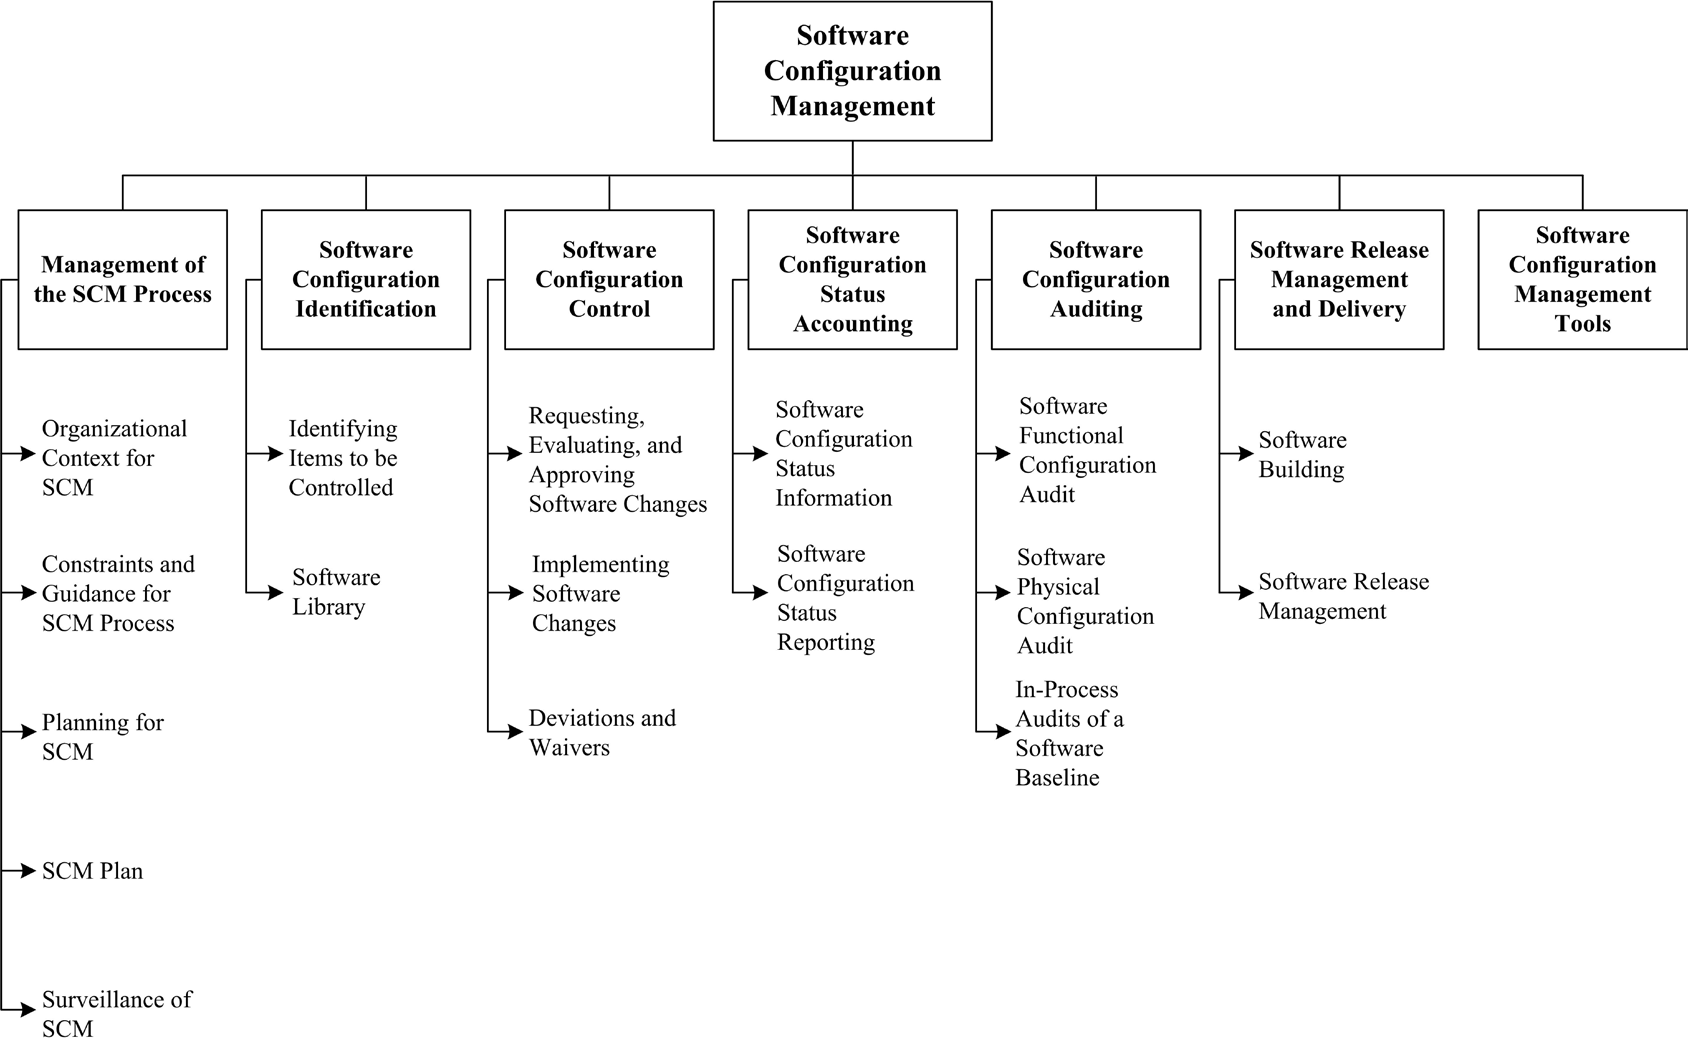 Software
Configuration
Management
Management of
the SCM Process
Software
Configuration
Identification
Software
Configuration
Control
Software
Configuration
Status
Accounting
Software
Configuration
Auditing
Software Release
Management
and Delivery
Software
Configuration
Management
Tools
Organizational
Context for
SCM
Constraints and
Guidance for
SCM Process
Planning for
SCM
SCM Plan
Surveillance of
SCM
Identifying
Items to be
Controlled
Software
Library
Requesting,
Evaluating, and
Approving
Software Changes
Implementing
Software
Changes
Deviations and
Waivers
Software
Configuration
Status
Information
Software
Configuration
Status
Reporting
Software
Functional
Configuration
Audit
Software
Physical
Configuration
Audit
In-Process
Audits of a
Software
Baseline
Software
Building
Software Release
Management